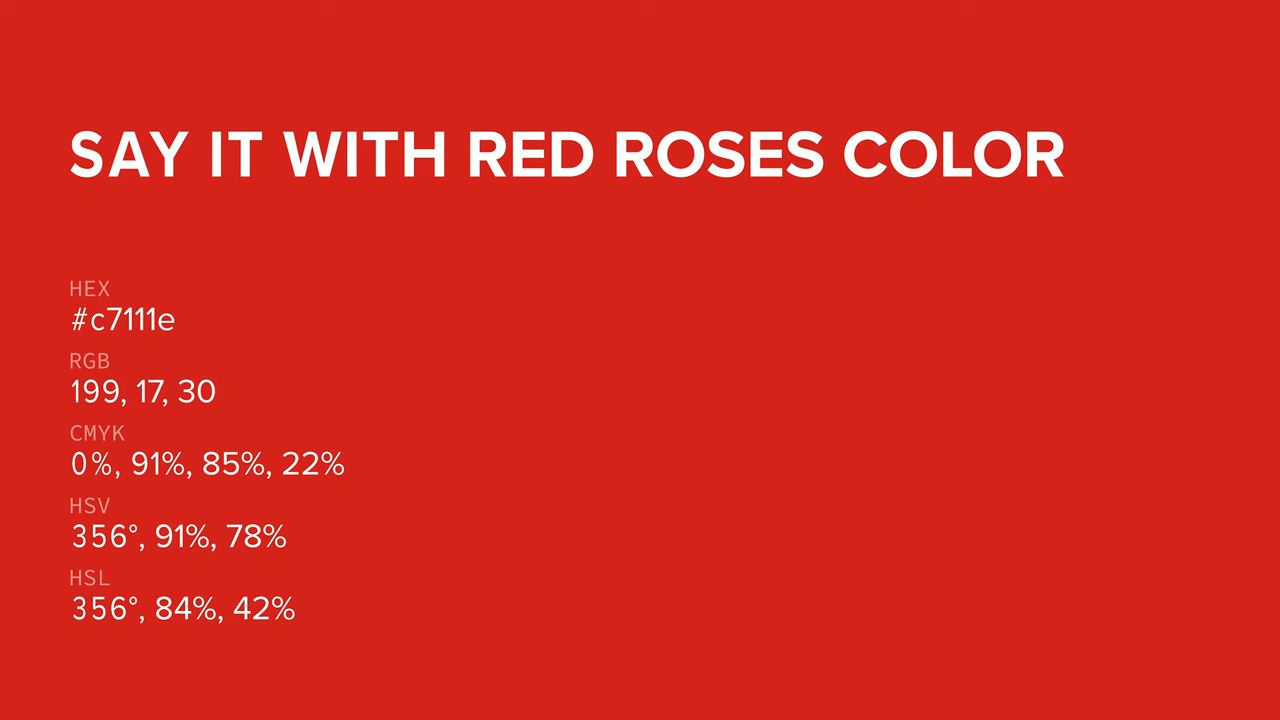 SAY IT WITH RED ROSES COLOR
HEX
#c7111e
RGB
199, 17, 30
CMYK
0%, 91%, 85%, 22%
HSV
356°, 91%, 78%
HSL
356°, 84%, 42%